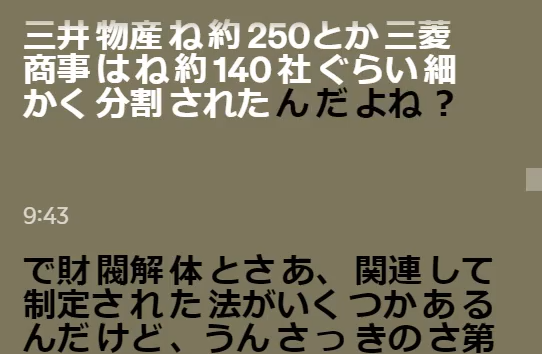 三井物産ね約250とか三菱
商事はね約140社ぐらい細
かく分割されたんだよね？
9:43
で財閥解体とさあ、関連して
制定された法がいくつかある
んだけど、うんさっきのさ第